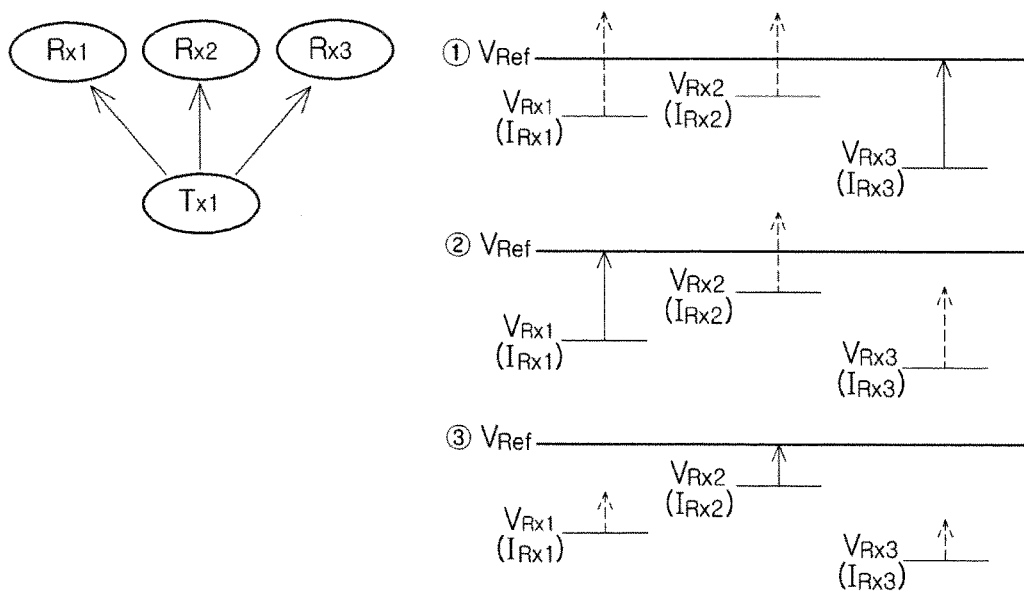 Rx1 Rx2 Rx3
Tx1
① VRef
VRx1
(IRx1)
VRx2
(IRx2)
VRx3
(IRx3)
② VRef
VRx1
(IRx1)
VRx2
(IRx2)
VRx3
(IRx3)
③ VRef
VRx1
(IRx1)
VRx2
(IRx2)
VRx3
(IRx3)